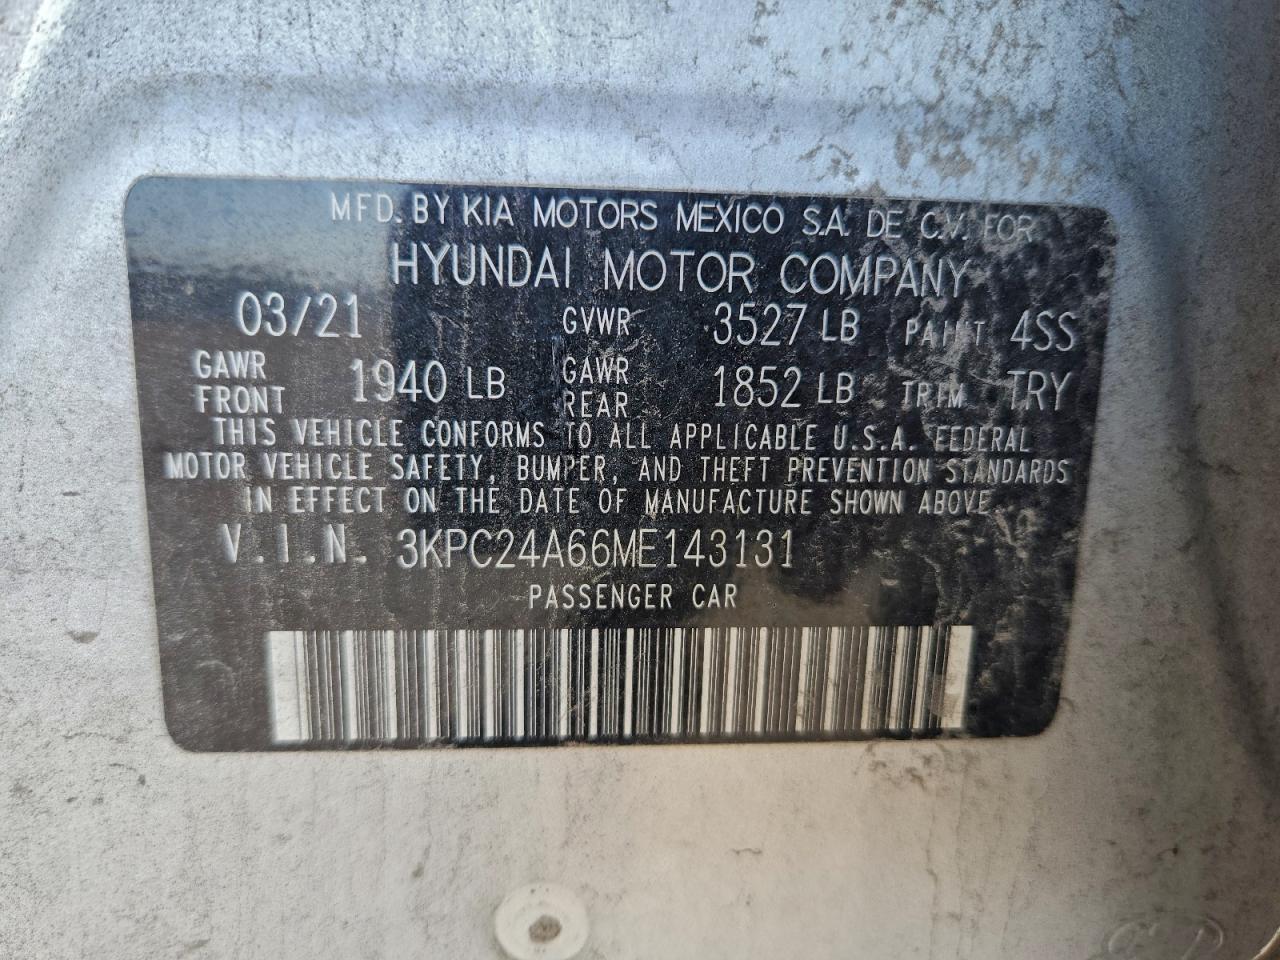 MFD. BY KIA MOTORS MEXICO S.A. DE C.V. FOR
HYUNDAI MOTOR COMPANY
03/21 GVWR 3527 LB PAINT 4SS
GAWR FRONT 1940 LB GAWR REAR 1852 LB TRIM TRY
THIS VEHICLE CONFORMS TO ALL APPLICABLE U.S.A. FEDERAL
MOTOR VEHICLE SAFETY, BUMPER, AND THEFT PREVENTION STANDARDS
IN EFFECT ON THE DATE OF MANUFACTURE SHOWN ABOVE.
V.I.N. 3KPC24A66ME143131
PASSENGER CAR